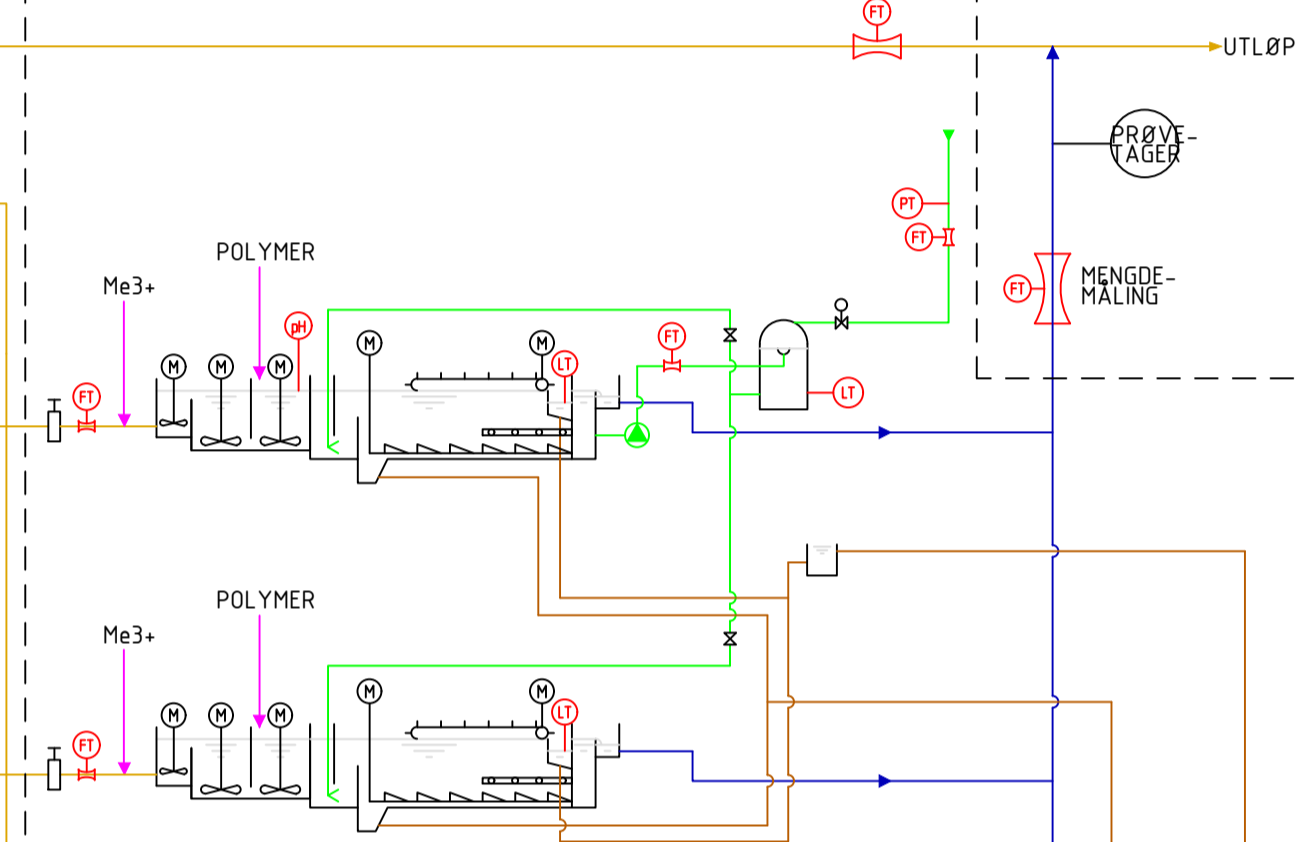 FT
UTLØP
PRØVE-
TAGER
PT
FT
FT
MENGDE-
MÅLING
POLYMER
Me3+
pH
M
M
FT
LT
M
M
M
FT
LT
POLYMER
Me3+
M
M
LT
M
M
M
FT